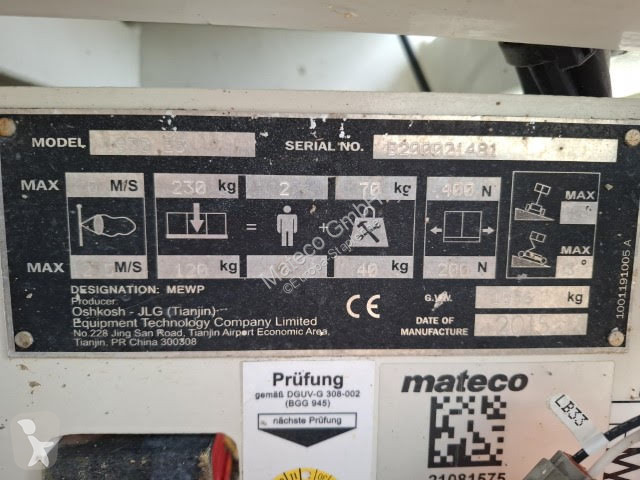 MODEL SERIAL NO. B200021481
MAX M/S 230 kg 2 70 kg 400 N MAX
= +
MAX M/S kg 40 kg 200 N MAX
DESIGNATION: MEWP
Producer:
Oshkosh - JLG (Tianjin)
Equipment Technology Company Limited
No.228 Jing San Road, Tianjin Airport Economic Area,
Tianjin, PR China 300308
CE
G.V.W. kg
DATE OF
MANUFACTURE
1001191005 A
Mateco GmbH
Prüfung
gemäß DGUV-G 308-002
(BGG 945)
nächste Prüfung
mateco
21081575
LB33